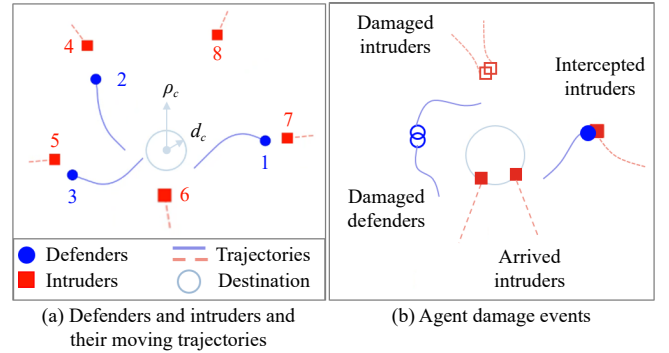 4
8
2
ρc
7
dc
5
1
3
6
Defenders
Trajectories
Intruders
Destination
(a) Defenders and intruders and
their moving trajectories
Damaged
intruders
Intercepted
intruders
Damaged
defenders
Arrived
intruders
(b) Agent damage events